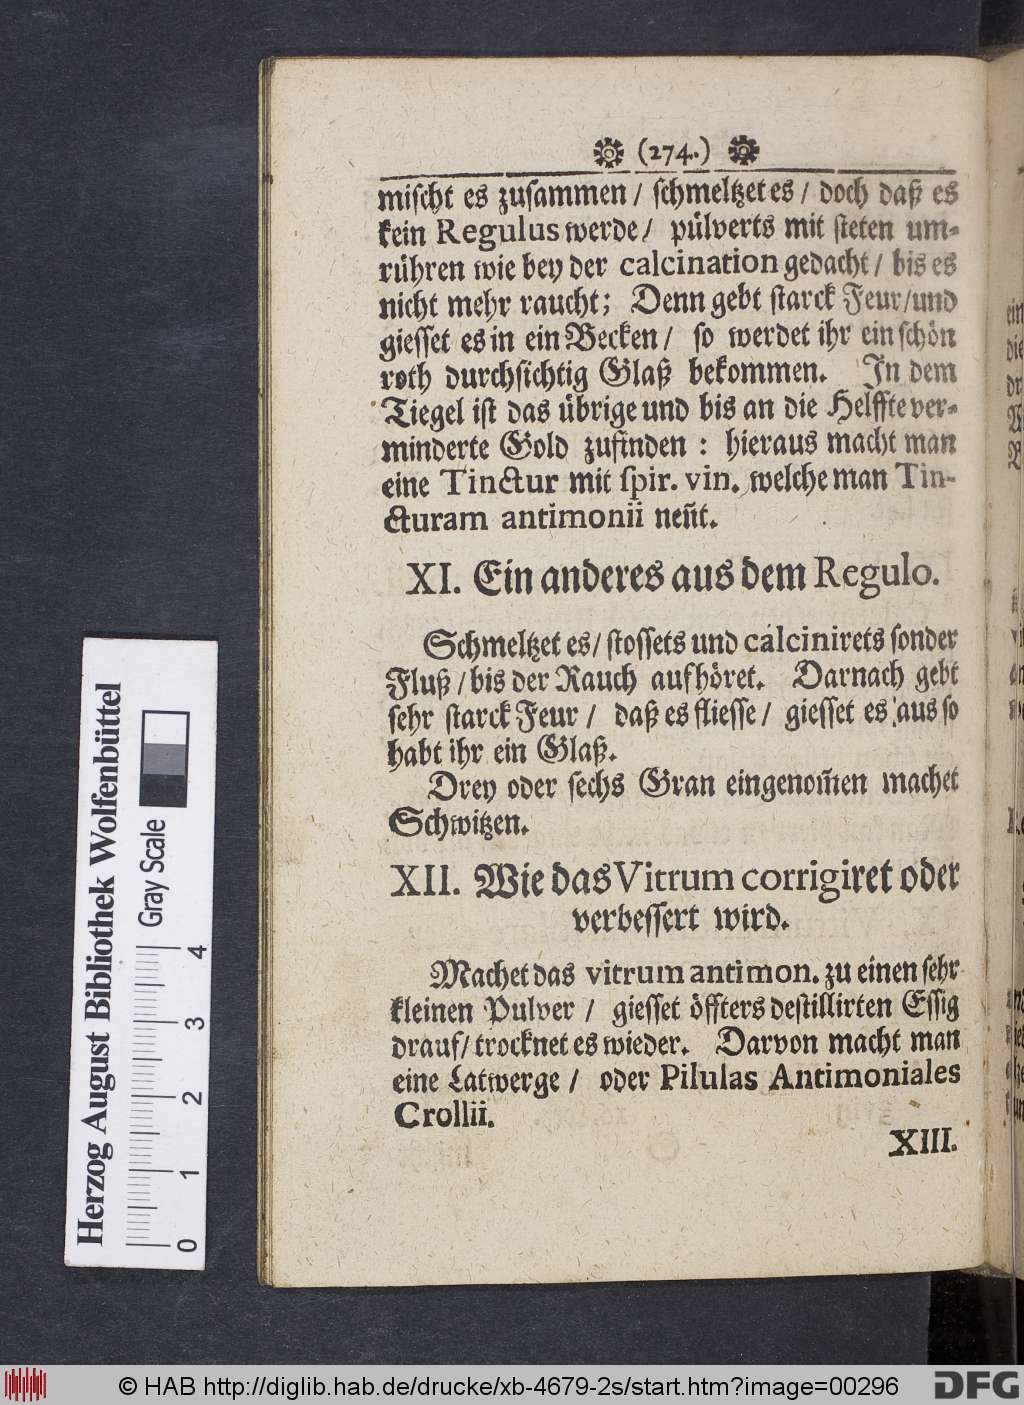 (274.)
mischt es zusammen / schmeltzet es / doch daß es
kein Regulus werde / pülverts mit steten um-
rühren wie bey der calcination gedacht / bis es
nicht mehr raucht; Denn gebt starck Feur / und
giesset es in ein Becken / so werdet ihr ein schön
roth durchsichtig Glaß bekommen. In dem
Tiegel ist das übrige und bis an die Helffte ver-
minderte Gold zufinden : hieraus macht man
eine Tinctur mit spir. vin. welche man Tin-
cturam antimonii neñt.
XI. Ein anderes aus dem Regulo.
Schmeltzet es / stossets und calcinirets sonder
Fluß / bis der Rauch aufhöret. Darnach gebt
sehr starck Feur / daß es fliesse / giesset es aus so
habt ihr ein Glaß.
Drey oder sechs Gran eingenom̃en machet
Schwitzen.
XII. Wie das Vitrum corrigiret oder
verbessert wird.
Machet das vitrum antimon. zu einen sehr
kleinen Pulver / giesset öffters destillirten Essig
drauf / trocknet es wieder. Darvon macht man
eine Latwerge / oder Pilulas Antimoniales
Crollii.
XIII.
Herzog August Bibliothek Wolfenbüttel
Gray Scale
0 1 2 3 4
© HAB http://diglib.hab.de/drucke/xb-4679-2s/start.htm?image=00296
DFG